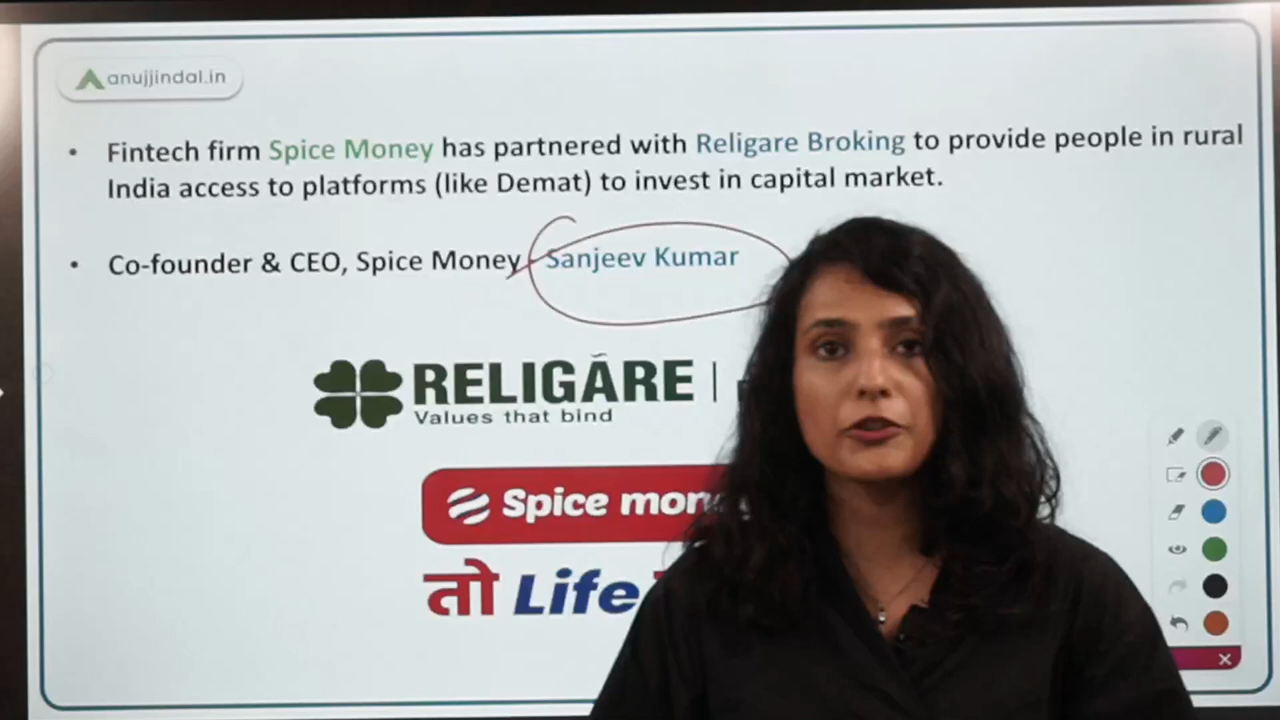 anujjindal.in
• Fintech firm Spice Money has partnered with Religare Broking to provide people in rural
India access to platforms (like Demat) to invest in capital market.
• Co-founder & CEO, Spice Money - Sanjeev Kumar
RELIGARE
Values that bind
Spice
तो Life